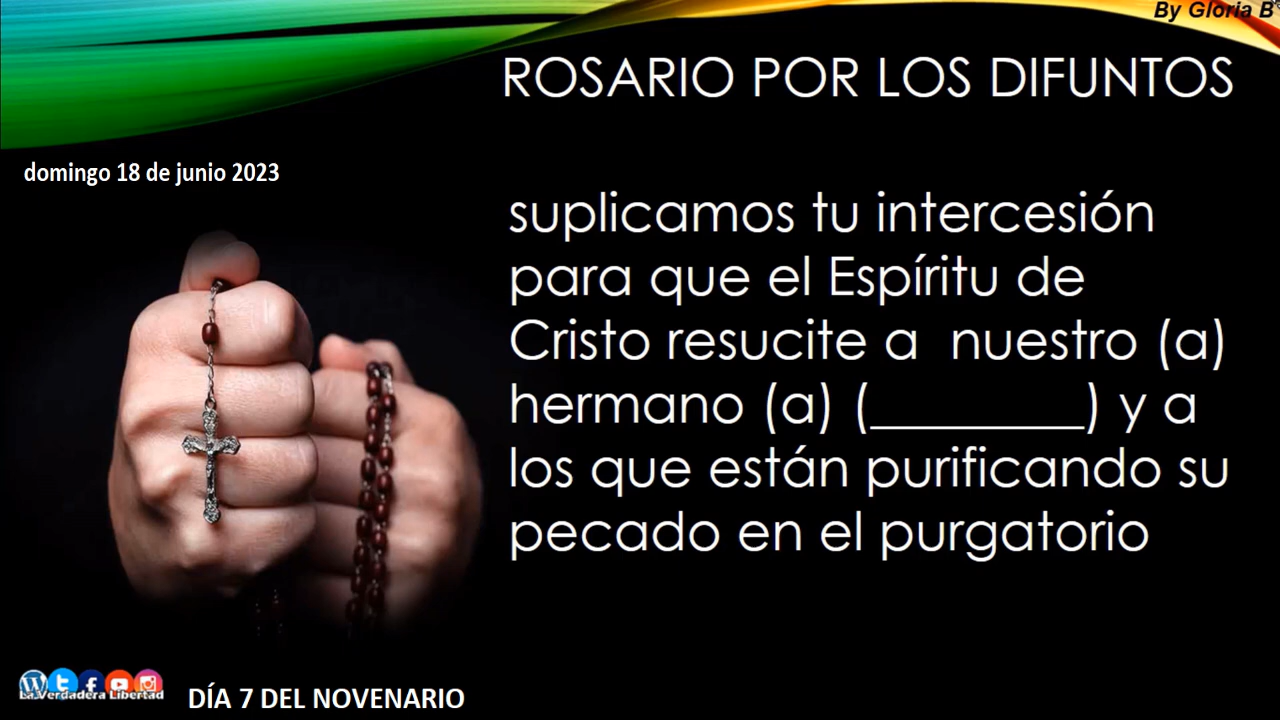 By Gloria B
ROSARIO POR LOS DIFUNTOS
domingo 18 de junio 2023
suplicamos tu intercesión
para que el Espíritu de
Cristo resucite a  nuestro (a)
hermano (a) (________) y a
los que están purificando su
pecado en el purgatorio
La Verdadera Libertad
DÍA 7 DEL NOVENARIO